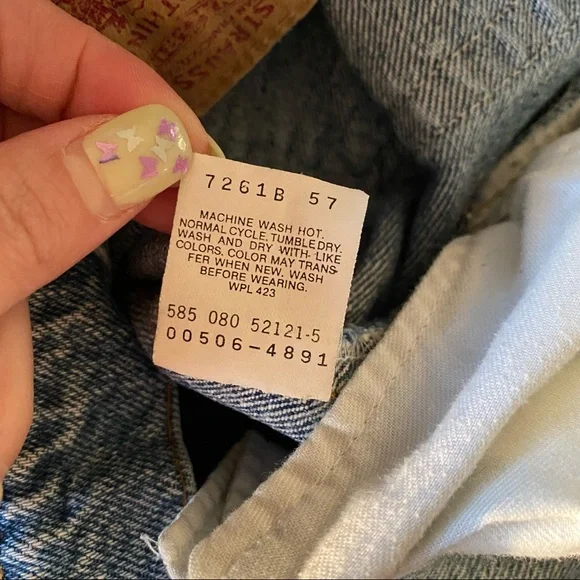 STRAUSS
7261B 57
MACHINE WASH HOT.
NORMAL CYCLE. TUMBLE DRY.
WASH AND DRY WITH LIKE
COLORS. COLOR MAY TRANS-
FER WHEN NEW. WASH
BEFORE WEARING.
WPL 423
585 080 52121-5
00506-4891